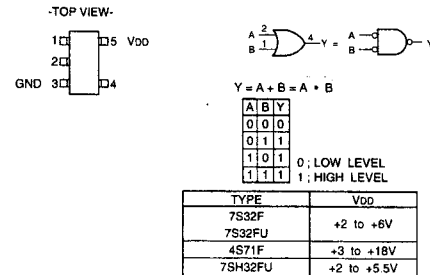 -TOP VIEW-
1 5 VDD
2
GND 3 4
A 2 4 Y = A Y
B 1 B
Y = A + B = A • B
A B Y
0 0 0
0 1 1
1 0 1
1 1 1
0 ; LOW LEVEL
1 ; HIGH LEVEL
TYPE VDD
7S32F +2 to +6V
7S32FU
4S71F +3 to +18V
7SH32FU +2 to +5.5V